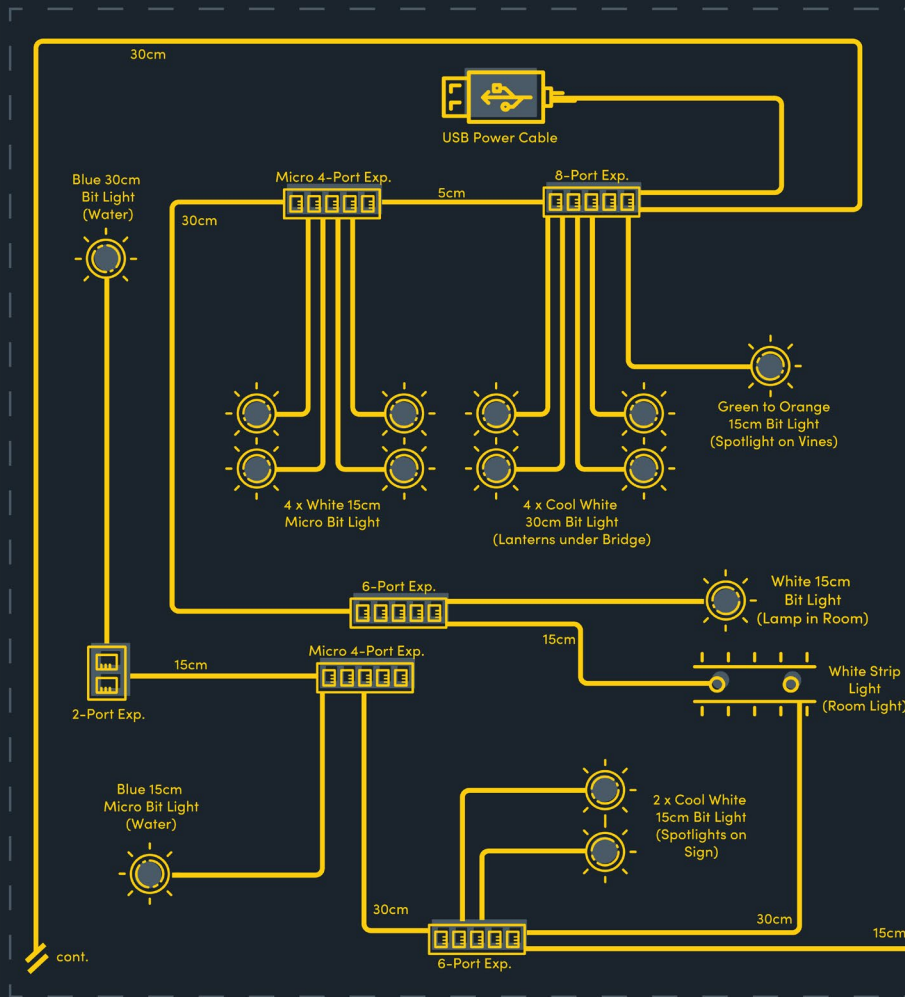 30cm
USB Power Cable
Blue 30cm
Bit Light
(Water)
Micro 4-Port Exp.
5cm
8-Port Exp.
30cm
Green to Orange
15cm Bit Light
(Spotlight on Vines)
4 x White 15cm
Micro Bit Light
4 x Cool White
30cm Bit Light
(Lanterns under Bridge)
6-Port Exp.
White 15cm
Bit Light
(Lamp in Room)
15cm
Micro 4-Port Exp.
15cm
2-Port Exp.
White Strip
Light
(Room Light)
Blue 15cm
Micro Bit Light
(Water)
2 x Cool White
15cm Bit Light
(Spotlights on
Sign)
30cm
30cm
15cm
6-Port Exp.
cont.